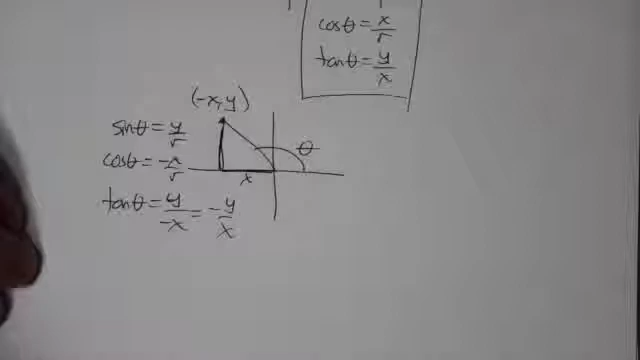 cosθ = x/r
tanθ = y/x
(-x, y)
sinθ = y/r
θ
cosθ = -x/r
x
tanθ = y/-x = -y/x